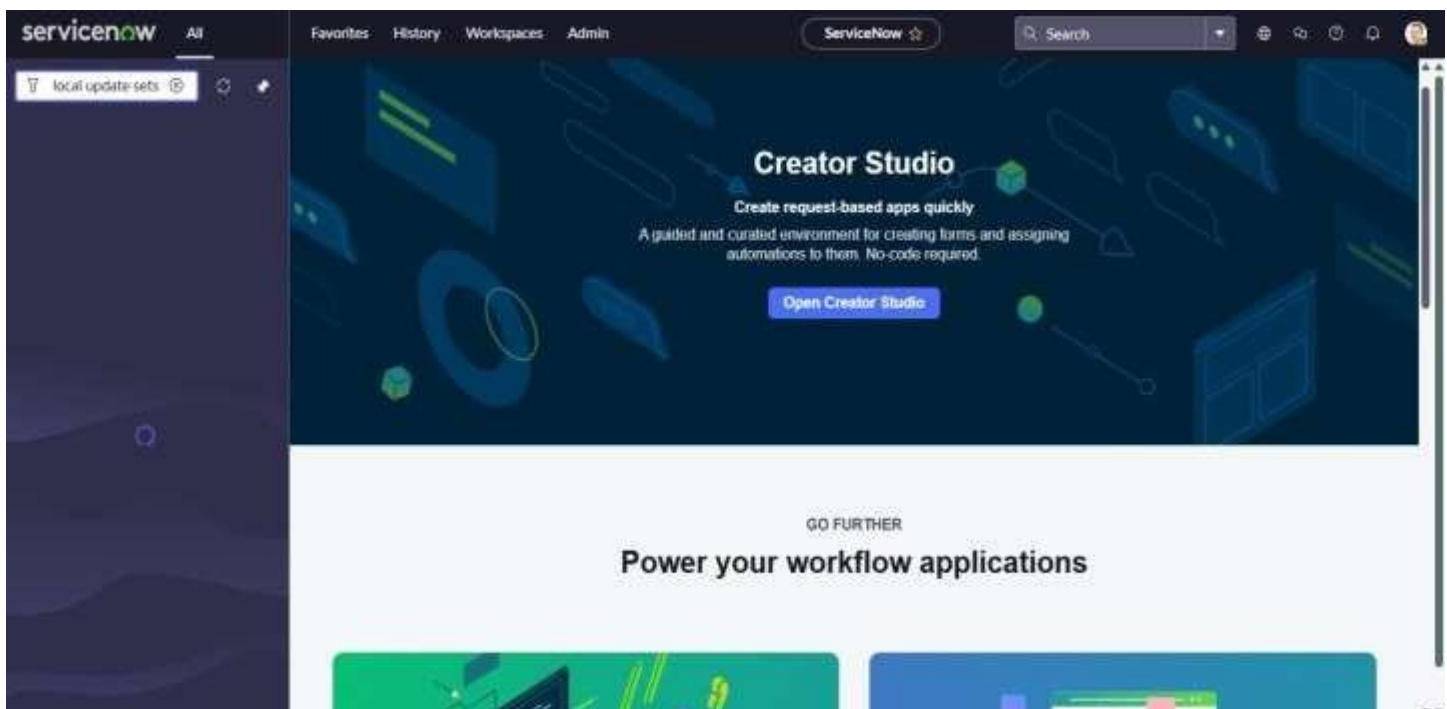 servicenow All Favorites History Workspaces Admin ServiceNow Search
local update sets
Creator Studio
Create request-based apps quickly
A guided and curated environment for creating forms and assigning
automations to them. No-code required.
Open Creator Studio
GO FURTHER
Power your workflow applications